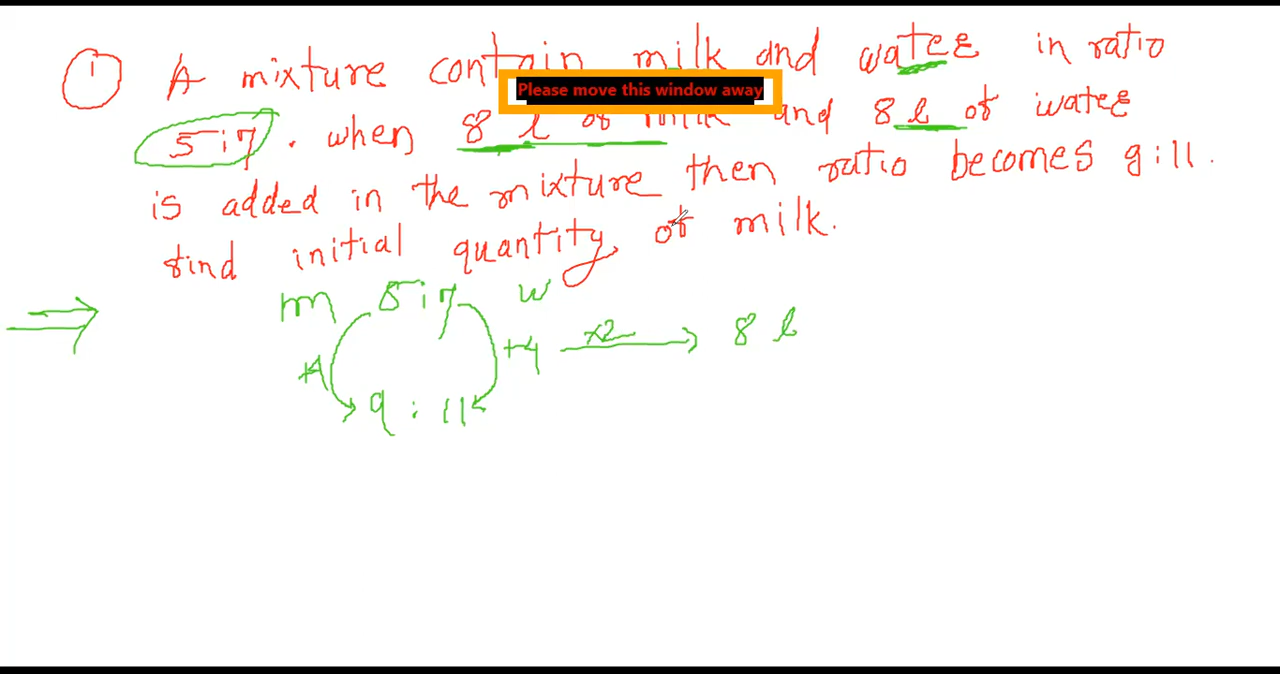 ① A mixture contain milk and water in ratio
Please move this window away
5:7. when 8 l of milk and 8 l of water
is added in the mixture then ratio becomes 9:11.
find initial quantity of milk.
m 5:7 w
+4 +4 ×2 8 l
9:11